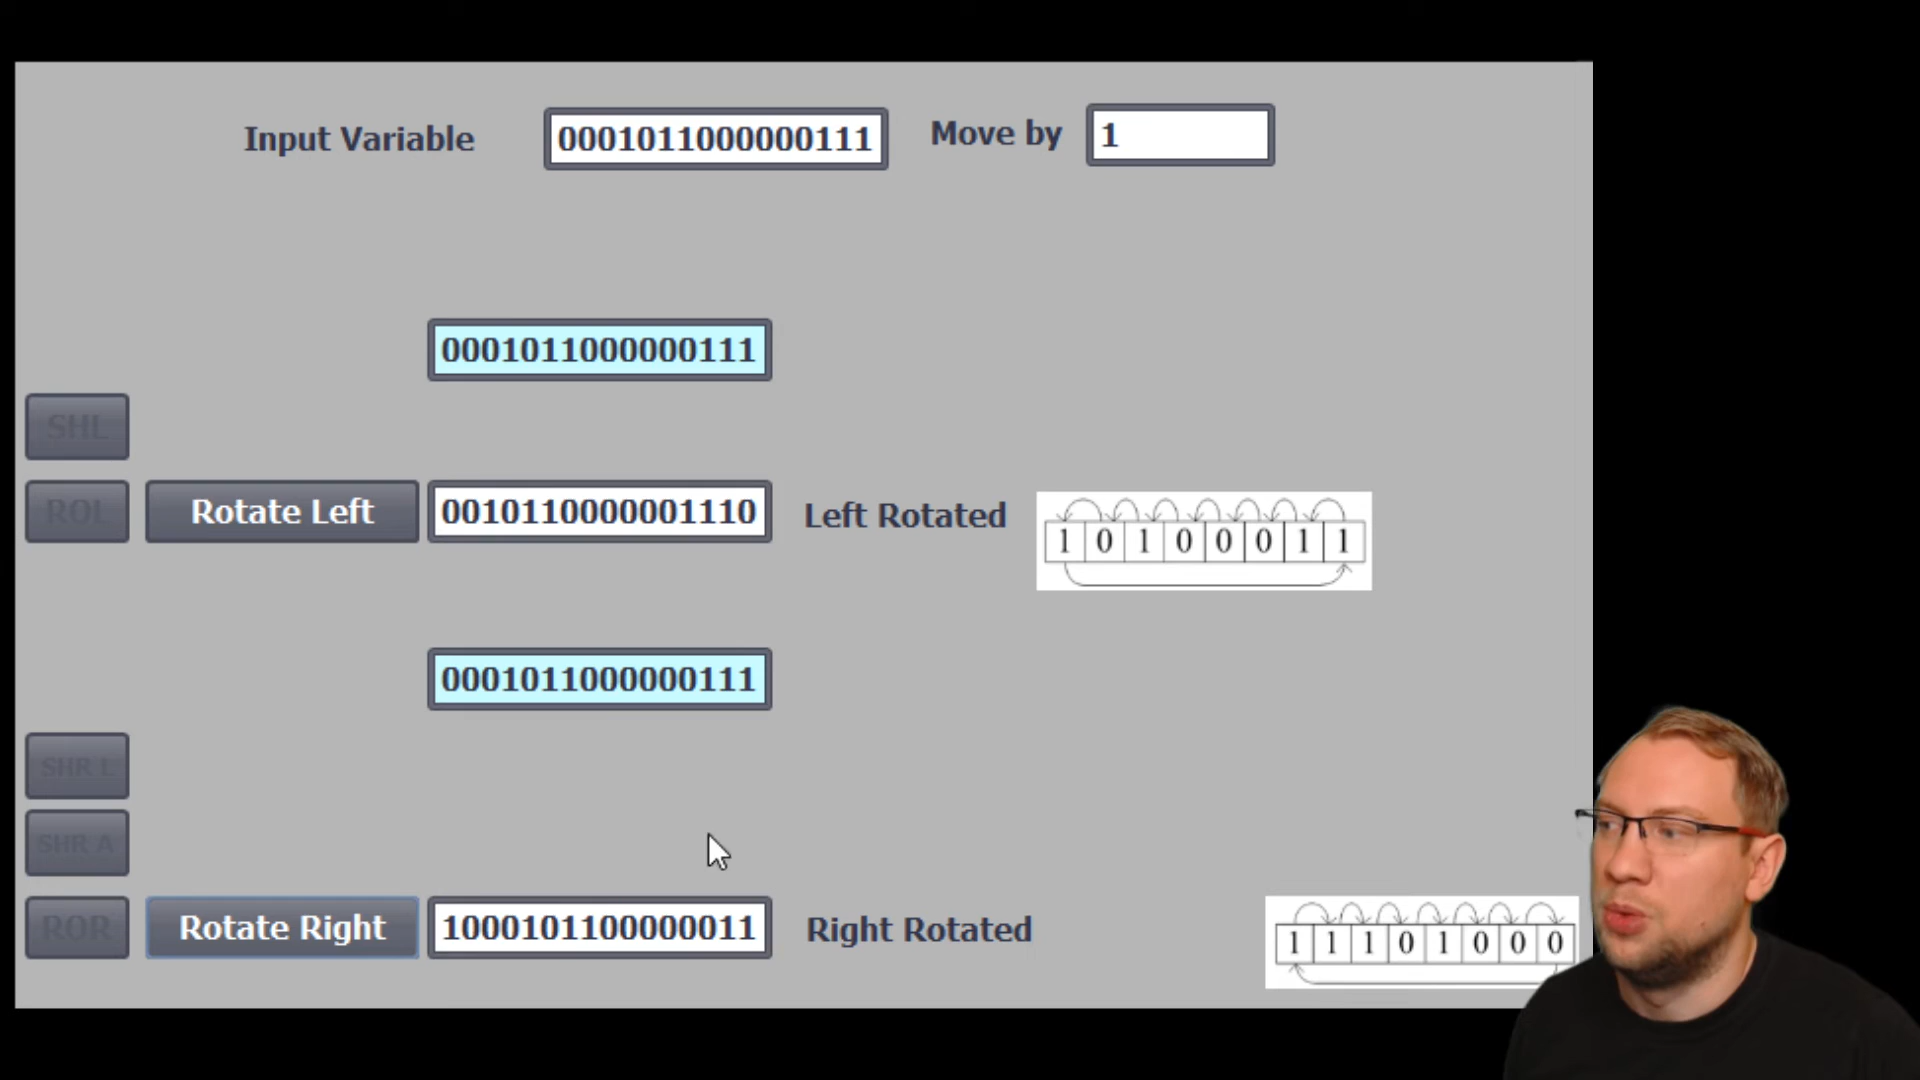 Input Variable 0001011000000111 Move by 1
0001011000000111
SHL
ROL Rotate Left 0010110000001110 Left Rotated
1 0 1 0 0 0 1 1
0001011000000111
SHR L
SHR A
ROR Rotate Right 1000101100000011 Right Rotated
1 1 1 0 1 0 0 0